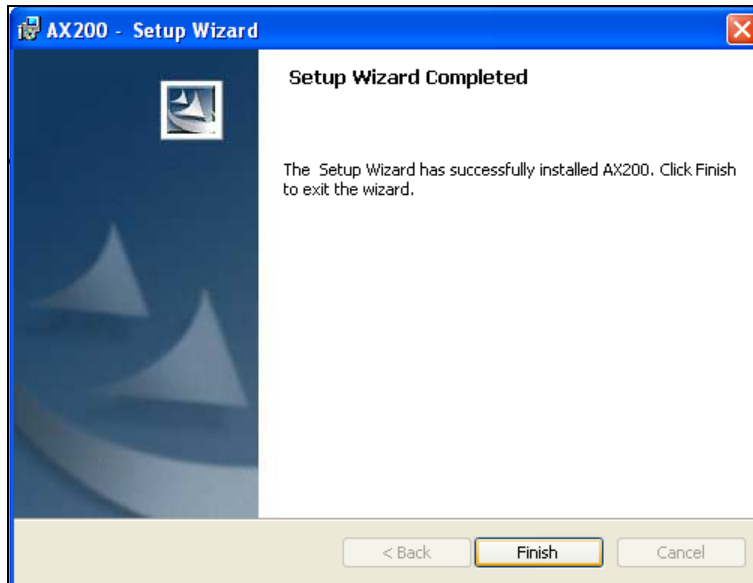 AX200 - Setup Wizard
Setup Wizard Completed
The Setup Wizard has successfully installed AX200. Click Finish
to exit the wizard.
< Back Finish Cancel